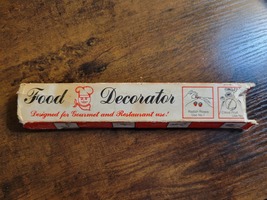 Food Decorator
Designed for Gourmet and Restaurant use!